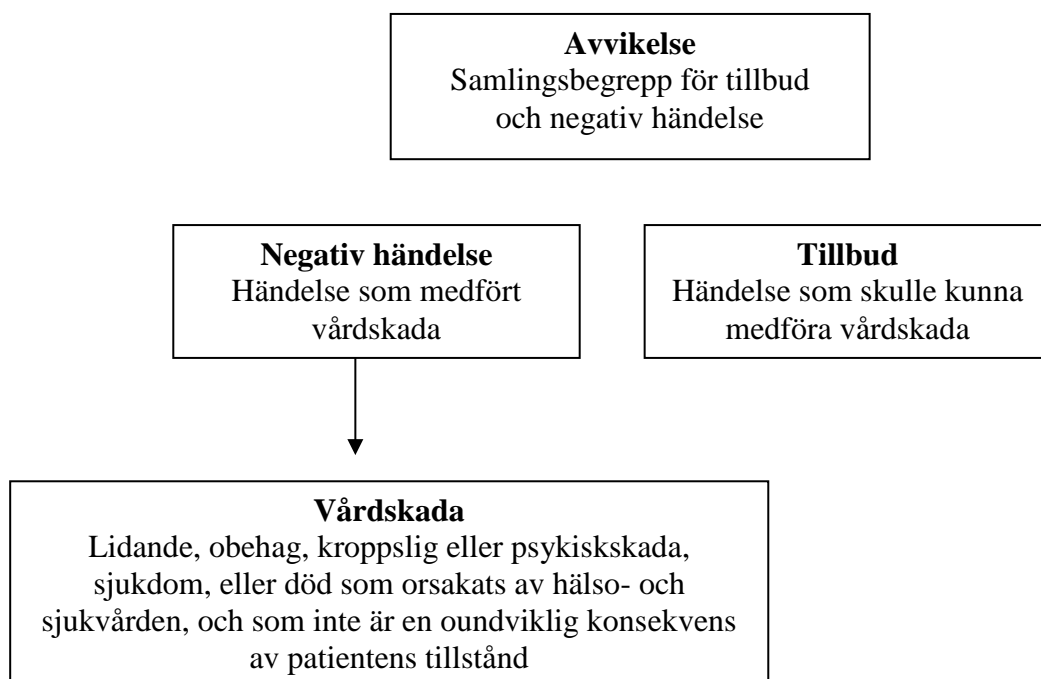 Avvikelse
Samlingsbegrepp för tillbud
och negativ händelse
Negativ händelse
Händelse som medfört
vårdskada
Tillbud
Händelse som skulle kunna
medföra vårdskada
Vårdskada
Lidande, obehag, kroppslig eller psykiskskada,
sjukdom, eller död som orsakats av hälso- och
sjukvården, och som inte är en oundviklig konsekvens
av patientens tillstånd